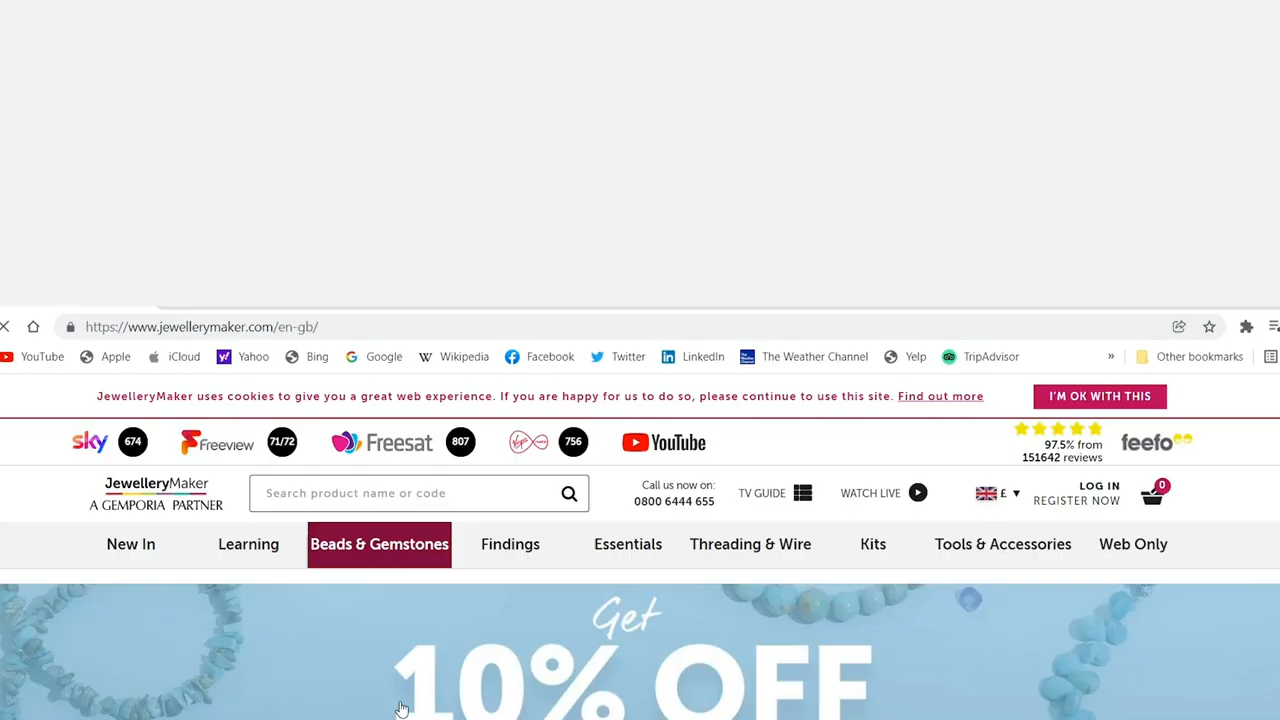 https://www.jewellerymaker.com/en-gb/
YouTube Apple iCloud Yahoo Bing Google Wikipedia Facebook Twitter LinkedIn The Weather Channel Yelp TripAdvisor » Other bookmarks
JewelleryMaker uses cookies to give you a great web experience. If you are happy for us to do so, please continue to use this site. Find out more I'M OK WITH THIS
sky 674 Freeview 71/72 Freesat 807 Virgin media 756 YouTube 97.5% from feefo
151642 reviews
JewelleryMaker
A GEMPORIA PARTNER
Search product name or code
Call us now on:
0800 6444 655
TV GUIDE WATCH LIVE £ LOG IN 0
REGISTER NOW
New In Learning Beads & Gemstones Findings Essentials Threading & Wire Kits Tools & Accessories Web Only
Get
10% OFF